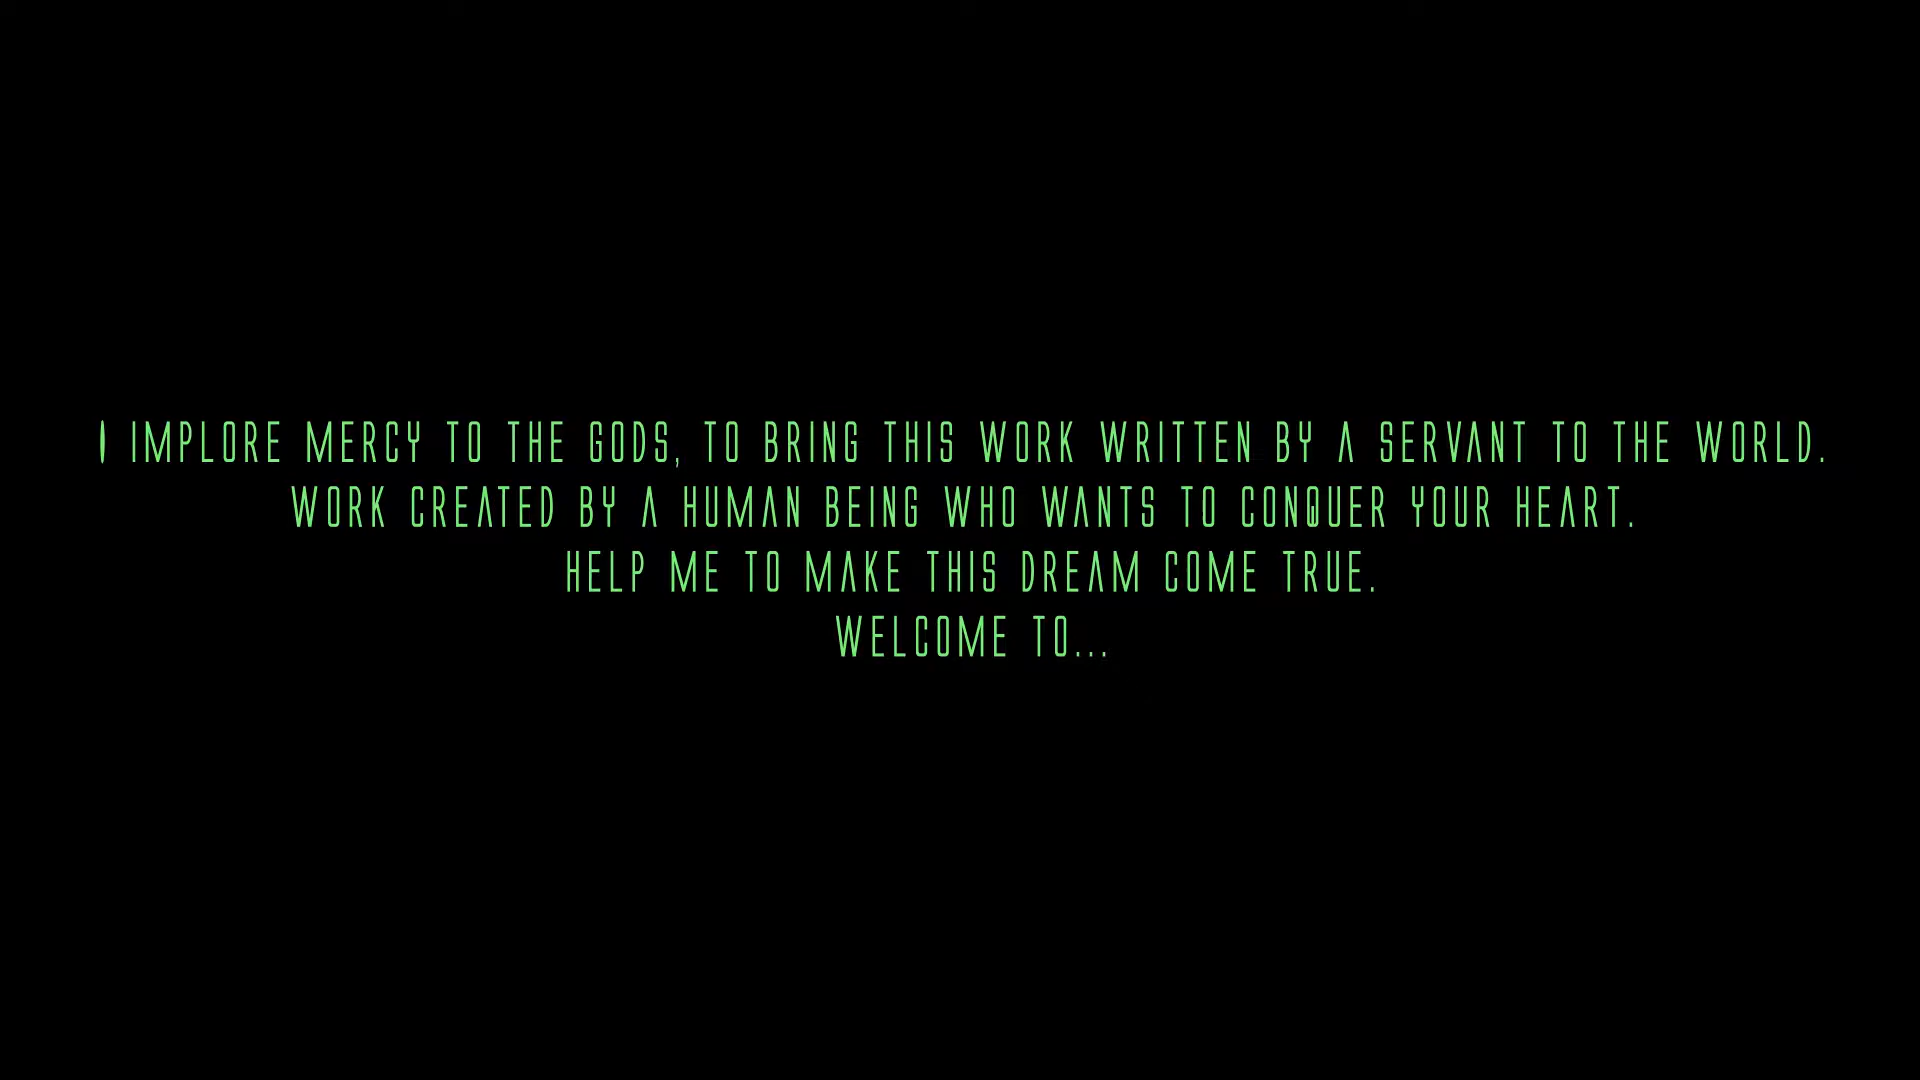 I IMPLORE MERCY TO THE GODS, TO BRING THIS WORK WRITTEN BY A SERVANT TO THE WORLD.
WORK CREATED BY A HUMAN BEING WHO WANTS TO CONQUER YOUR HEART.
HELP ME TO MAKE THIS DREAM COME TRUE.
WELCOME TO...